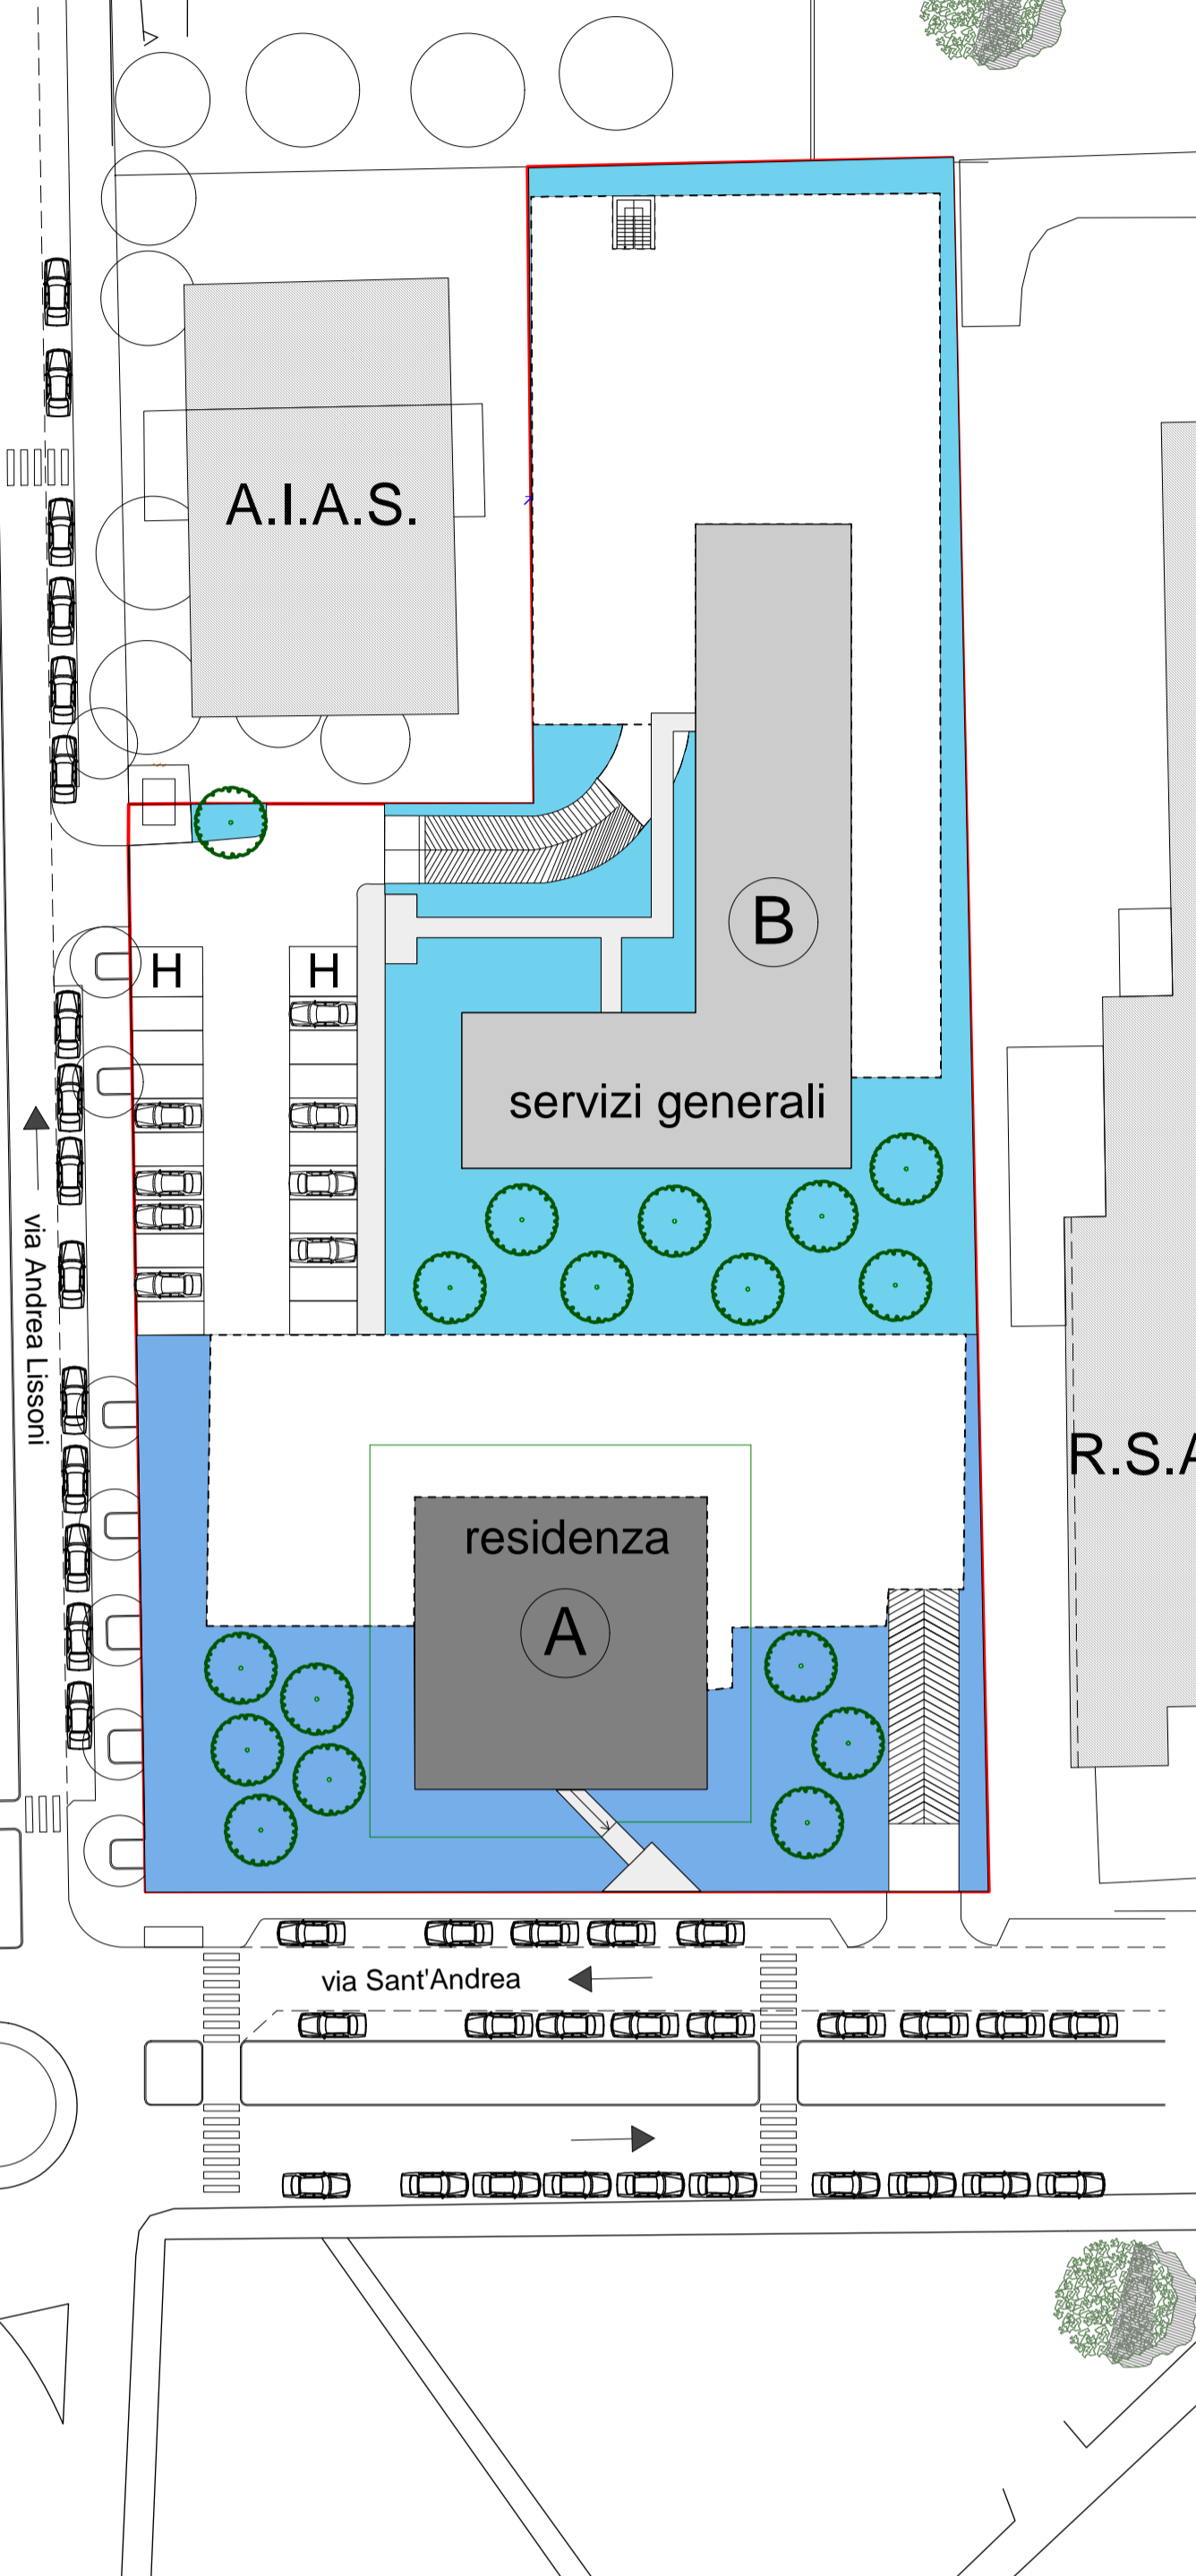 A.I.A.S.
B
H H
servizi generali
via Andrea Lissoni
R.S.A
residenza
A
via Sant'Andrea